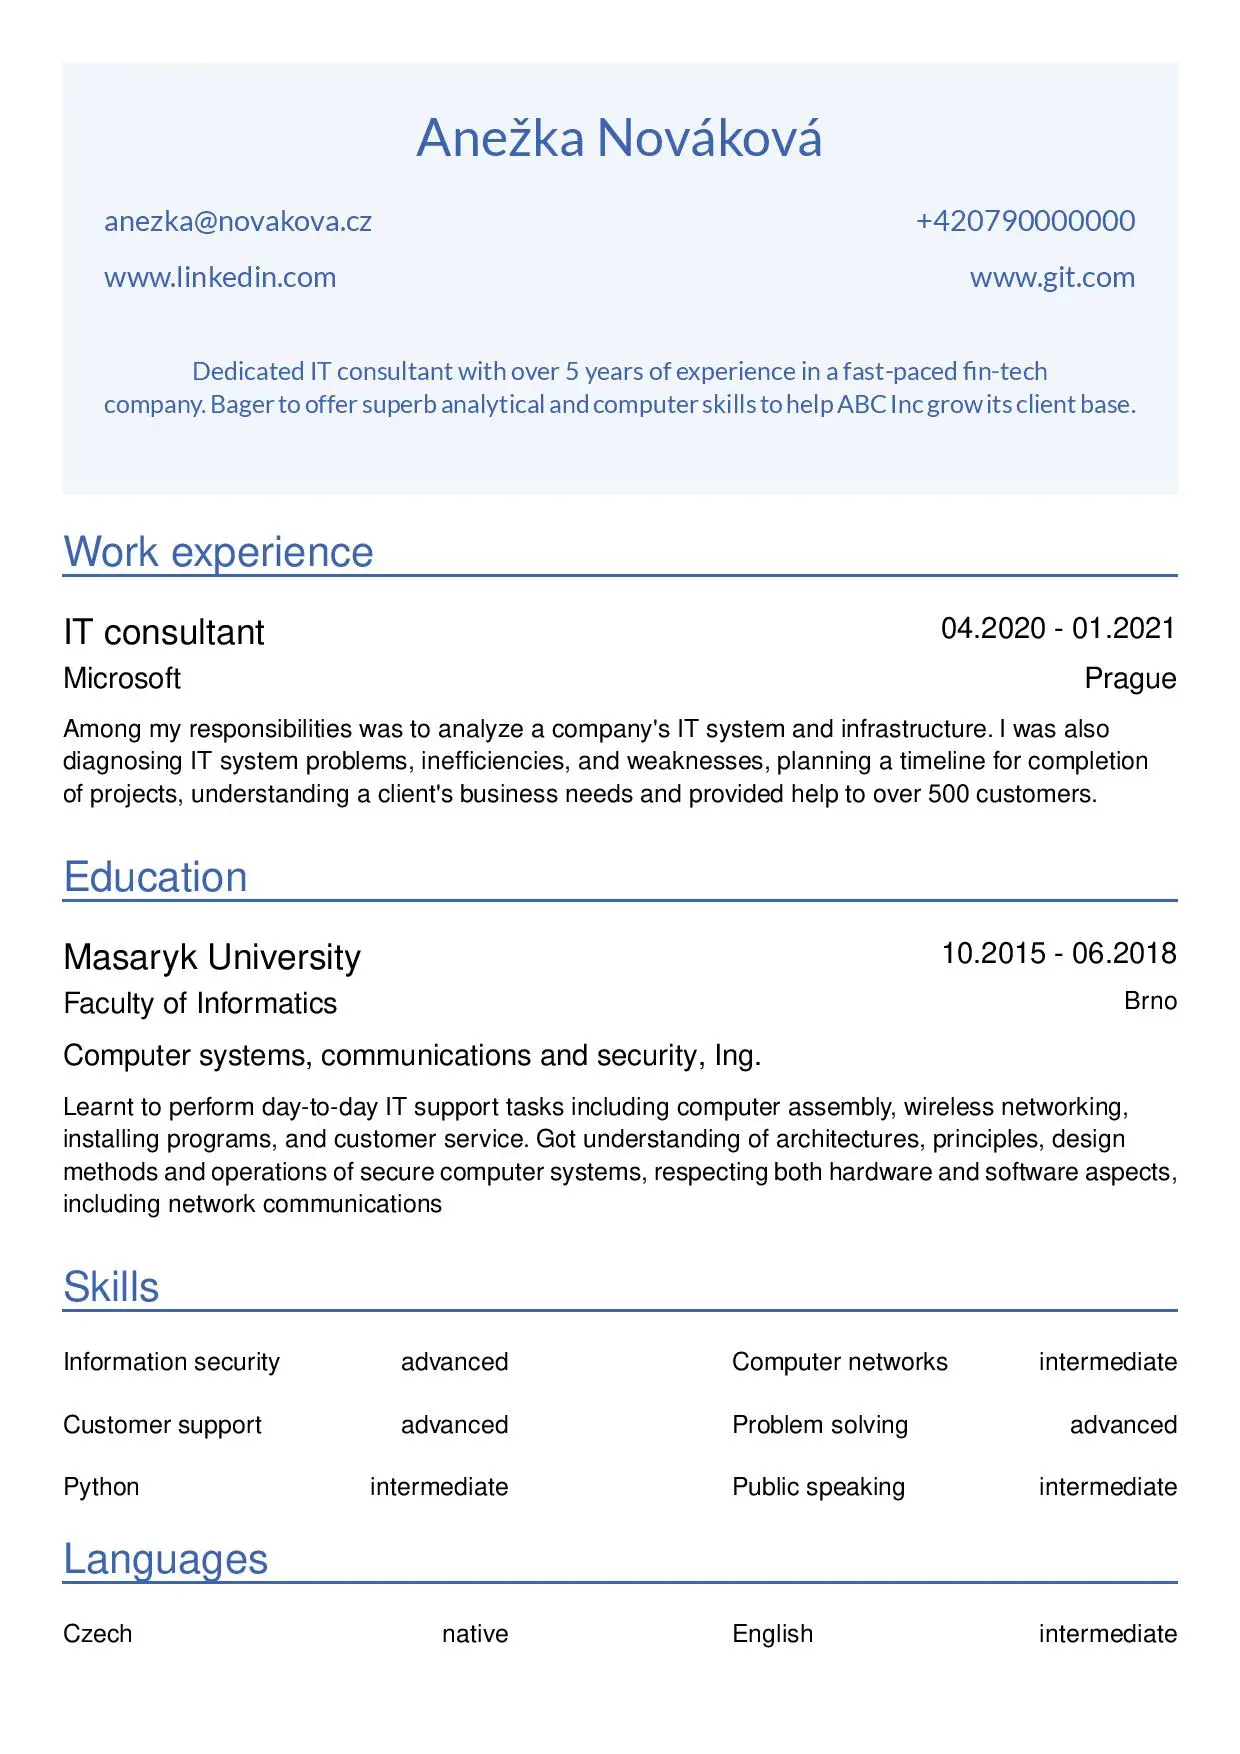 Anežka Nováková
anezka@novakova.cz +420790000000
www.linkedin.com www.git.com
Dedicated IT consultant with over 5 years of experience in a fast-paced fin-tech
company. Bager to offer superb analytical and computer skills to help ABC Inc grow its client base.
Work experience
IT consultant 04.2020 - 01.2021
Microsoft Prague
Among my responsibilities was to analyze a company's IT system and infrastructure. I was also
diagnosing IT system problems, inefficiencies, and weaknesses, planning a timeline for completion
of projects, understanding a client's business needs and provided help to over 500 customers.
Education
Masaryk University 10.2015 - 06.2018
Faculty of Informatics Brno
Computer systems, communications and security, Ing.
Learnt to perform day-to-day IT support tasks including computer assembly, wireless networking,
installing programs, and customer service. Got understanding of architectures, principles, design
methods and operations of secure computer systems, respecting both hardware and software aspects,
including network communications
Skills
Information security advanced Computer networks intermediate
Customer support advanced Problem solving advanced
Python intermediate Public speaking intermediate
Languages
Czech native English intermediate